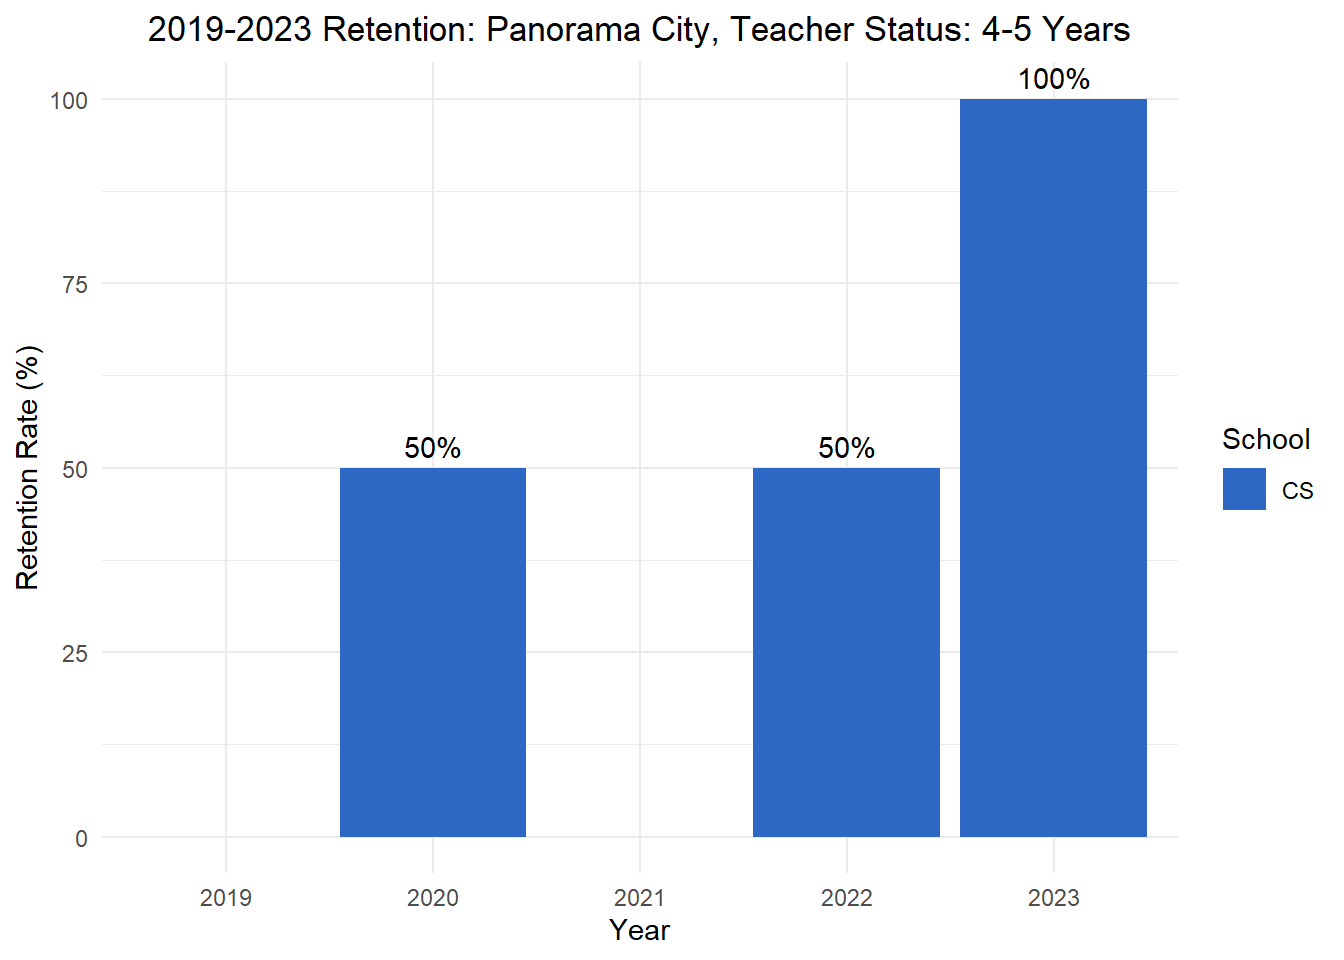 2019-2023 Retention: Panorama City, Teacher Status: 4-5 Years
100%
100
75
50%
50%
50
25
0
Retention Rate (%)
School
CS
2019
2020
2021
2022
2023
Year